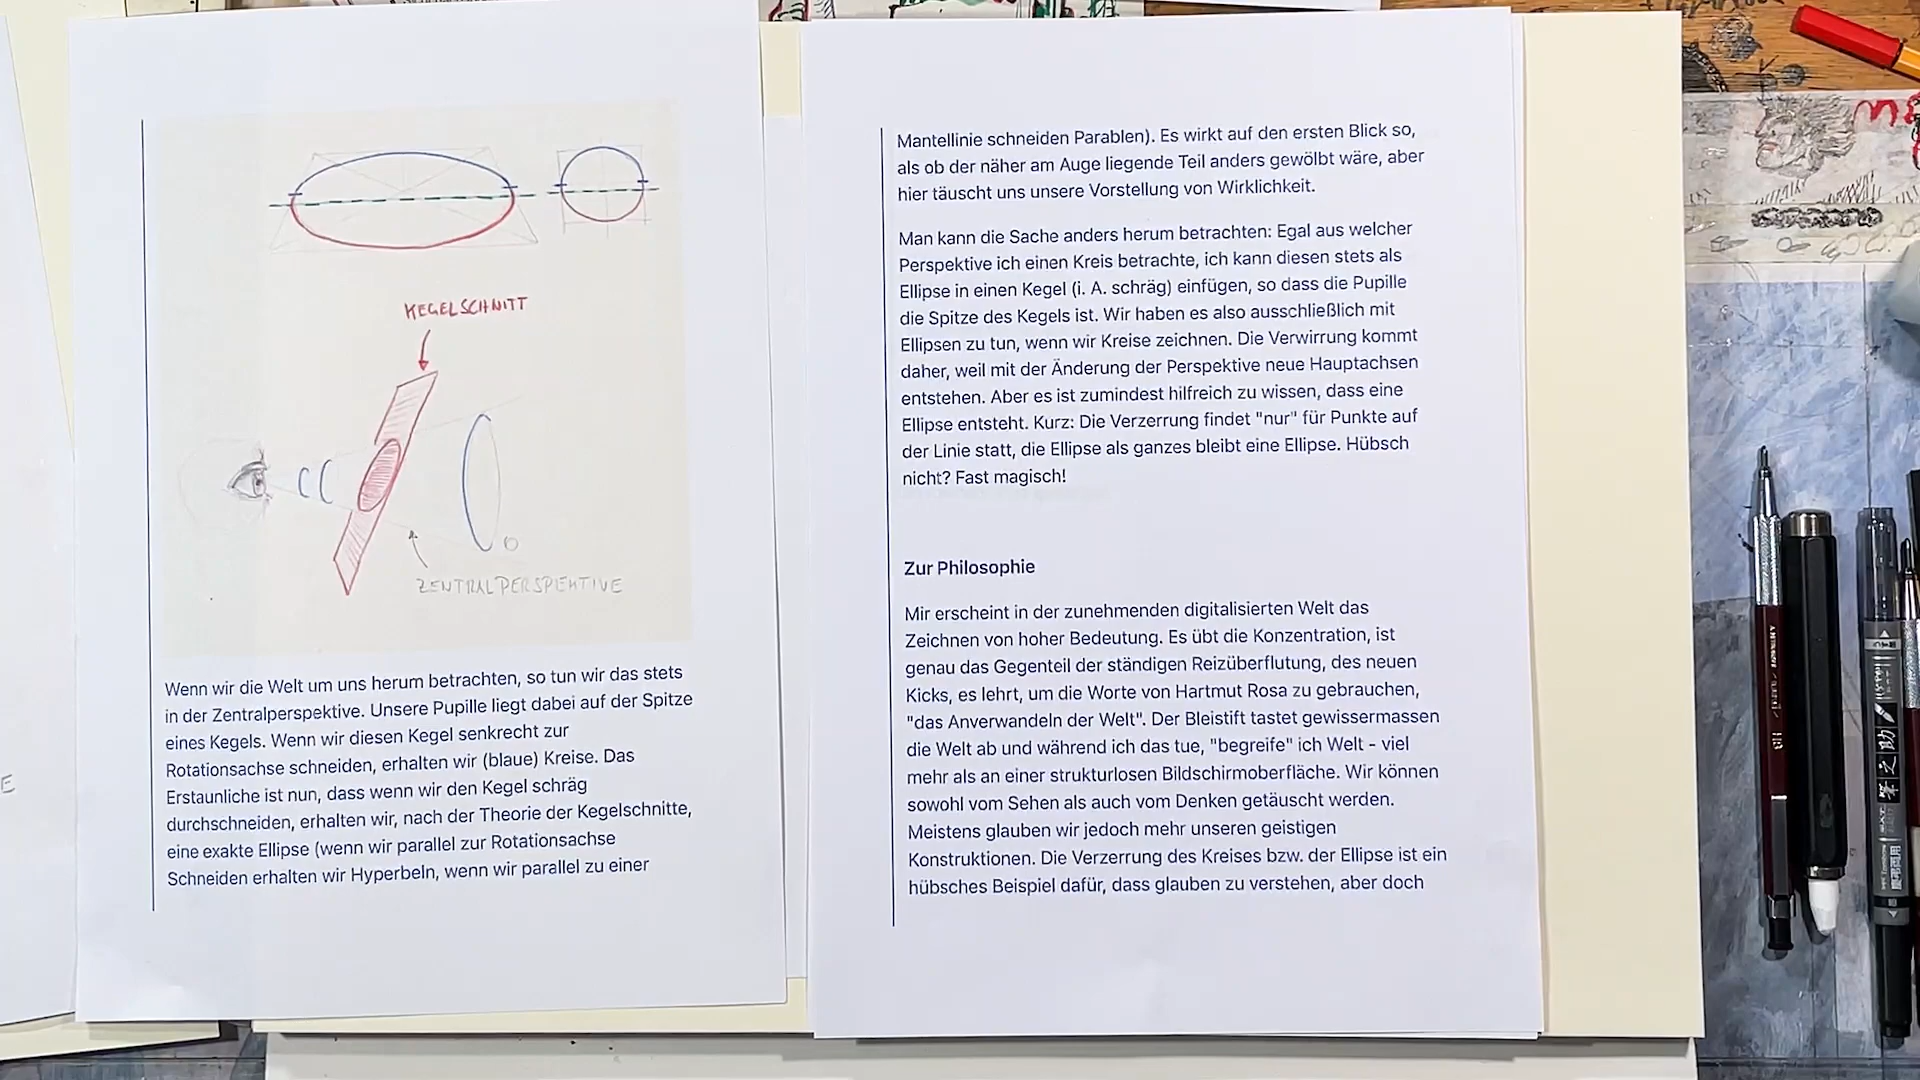 KEGELSCHNITT
ZENTRALPERSPEKTIVE
Wenn wir die Welt um uns herum betrachten, so tun wir das stets
in der Zentralperspektive. Unsere Pupille liegt dabei auf der Spitze
eines Kegels. Wenn wir diesen Kegel senkrecht zur
Rotationsachse schneiden, erhalten wir (blaue) Kreise. Das
Erstaunliche ist nun, dass wenn wir den Kegel schräg
durchschneiden, erhalten wir, nach der Theorie der Kegelschnitte,
eine exakte Ellipse (wenn wir parallel zur Rotationsachse
Schneiden erhalten wir Hyperbeln, wenn wir parallel zu einer
Mantellinie schneiden Parablen). Es wirkt auf den ersten Blick so,
als ob der näher am Auge liegende Teil anders gewölbt wäre, aber
hier täuscht uns unsere Vorstellung von Wirklichkeit.
Man kann die Sache anders herum betrachten: Egal aus welcher
Perspektive ich einen Kreis betrachte, ich kann diesen stets als
Ellipse in einen Kegel (i. A. schräg) einfügen, so dass die Pupille
die Spitze des Kegels ist. Wir haben es also ausschließlich mit
Ellipsen zu tun, wenn wir Kreise zeichnen. Die Verwirrung kommt
daher, weil mit der Änderung der Perspektive neue Hauptachsen
entstehen. Aber es ist zumindest hilfreich zu wissen, dass eine
Ellipse entsteht. Kurz: Die Verzerrung findet "nur" für Punkte auf
der Linie statt, die Ellipse als ganzes bleibt eine Ellipse. Hübsch
nicht? Fast magisch!
Zur Philosophie
Mir erscheint in der zunehmenden digitalisierten Welt das
Zeichnen von hoher Bedeutung. Es übt die Konzentration, ist
genau das Gegenteil der ständigen Reizüberflutung, des neuen
Kicks, es lehrt, um die Worte von Hartmut Rosa zu gebrauchen,
"das Anverwandeln der Welt". Der Bleistift tastet gewissermassen
die Welt ab und während ich das tue, "begreife" ich Welt - viel
mehr als an einer strukturlosen Bildschirmoberfläche. Wir können
sowohl vom Sehen als auch vom Denken getäuscht werden.
Meistens glauben wir jedoch mehr unseren geistigen
Konstruktionen. Die Verzerrung des Kreises bzw. der Ellipse ist ein
hübsches Beispiel dafür, dass glauben zu verstehen, aber doch